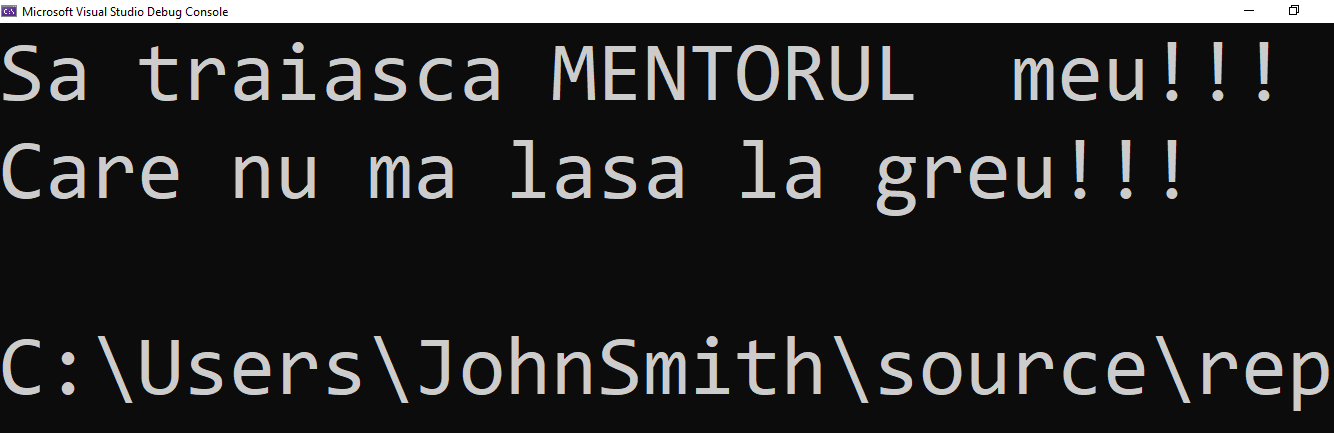 Microsoft Visual Studio Debug Console
Sa traiasca MENTORUL  meu!!!
Care nu ma lasa la greu!!!
C:\Users\JohnSmith\source\rep